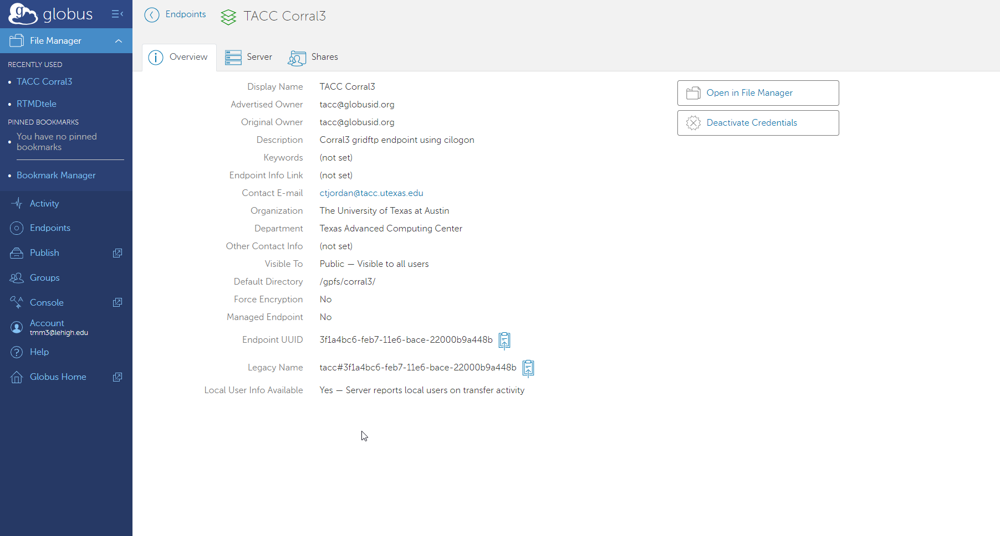 globus
File Manager
RECENTLY USED
TACC Corral3
RTMDtele
PINNED BOOKMARKS
You have no pinned
bookmarks
Bookmark Manager
Activity
Endpoints
Publish
Groups
Console
Account
tmm3@lehigh.edu
Help
Globus Home
Endpoints
TACC Corral3
Overview
Server
Shares
Display Name TACC Corral3
Advertised Owner tacc@globusid.org
Original Owner tacc@globusid.org
Description Corral3 gridftp endpoint using cilogon
Keywords (not set)
Endpoint Info Link (not set)
Contact E-mail ctjordan@tacc.utexas.edu
Organization The University of Texas at Austin
Department Texas Advanced Computing Center
Other Contact Info (not set)
Visible To Public — Visible to all users
Default Directory /gpfs/corral3/
Force Encryption No
Managed Endpoint No
Endpoint UUID 3f1a4bc6-feb7-11e6-bace-22000b9a448b
Legacy Name tacc#3f1a4bc6-feb7-11e6-bace-22000b9a448b
Local User Info Available Yes — Server reports local users on transfer activity
Open in File Manager
Deactivate Credentials